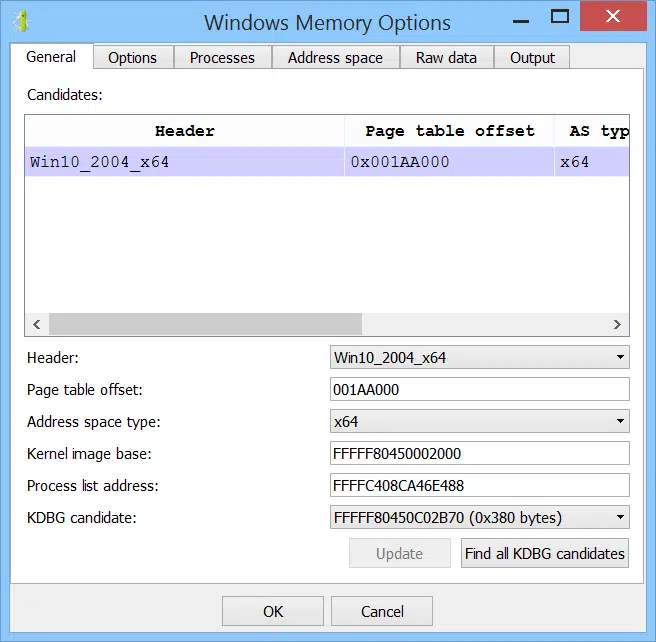 Windows Memory Options
General Options Processes Address space Raw data Output
Candidates:
Header Page table offset AS typ
Win10_2004_x64 0x001AA000 x64
Header: Win10_2004_x64
Page table offset: 001AA000
Address space type: x64
Kernel image base: FFFFF80450002000
Process list address: FFFFC408CA46E488
KDBG candidate: FFFFF80450C02B70 (0x380 bytes)
Update Find all KDBG candidates
OK Cancel